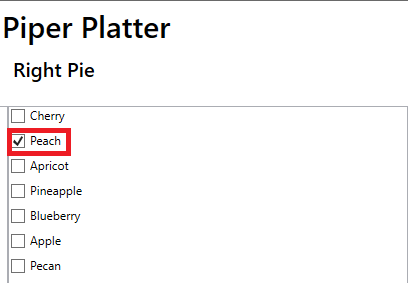 Piper Platter
Right Pie
Cherry
Peach
Apricot
Pineapple
Blueberry
Apple
Pecan